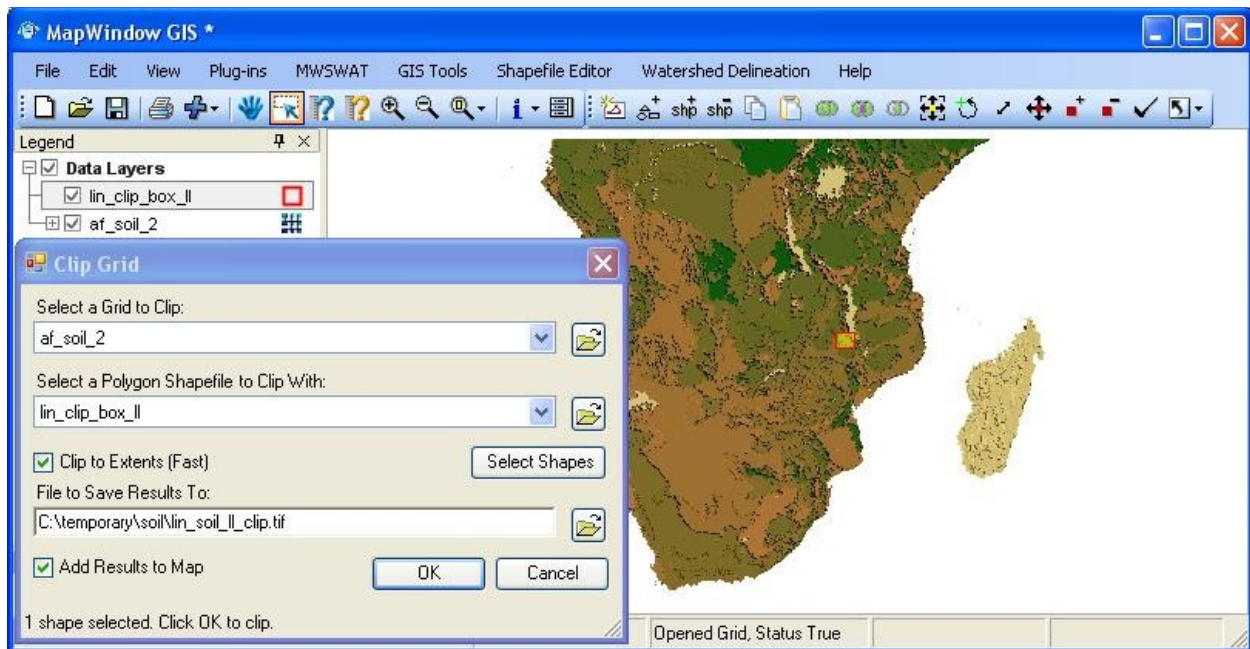 MapWindow GIS *
File Edit View Plug-ins MWSWAT GIS Tools Shapefile Editor Watershed Delineation Help
shp shp
Legend
Data Layers
lin_clip_box_ll
af_soil_2
Clip Grid
Select a Grid to Clip:
af_soil_2
Select a Polygon Shapefile to Clip With:
lin_clip_box_ll
Clip to Extents (Fast)
Select Shapes
File to Save Results To:
C:\temporary\soil\lin_soil_ll_clip.tif
Add Results to Map
OK
Cancel
1 shape selected. Click OK to clip.
Opened Grid, Status True